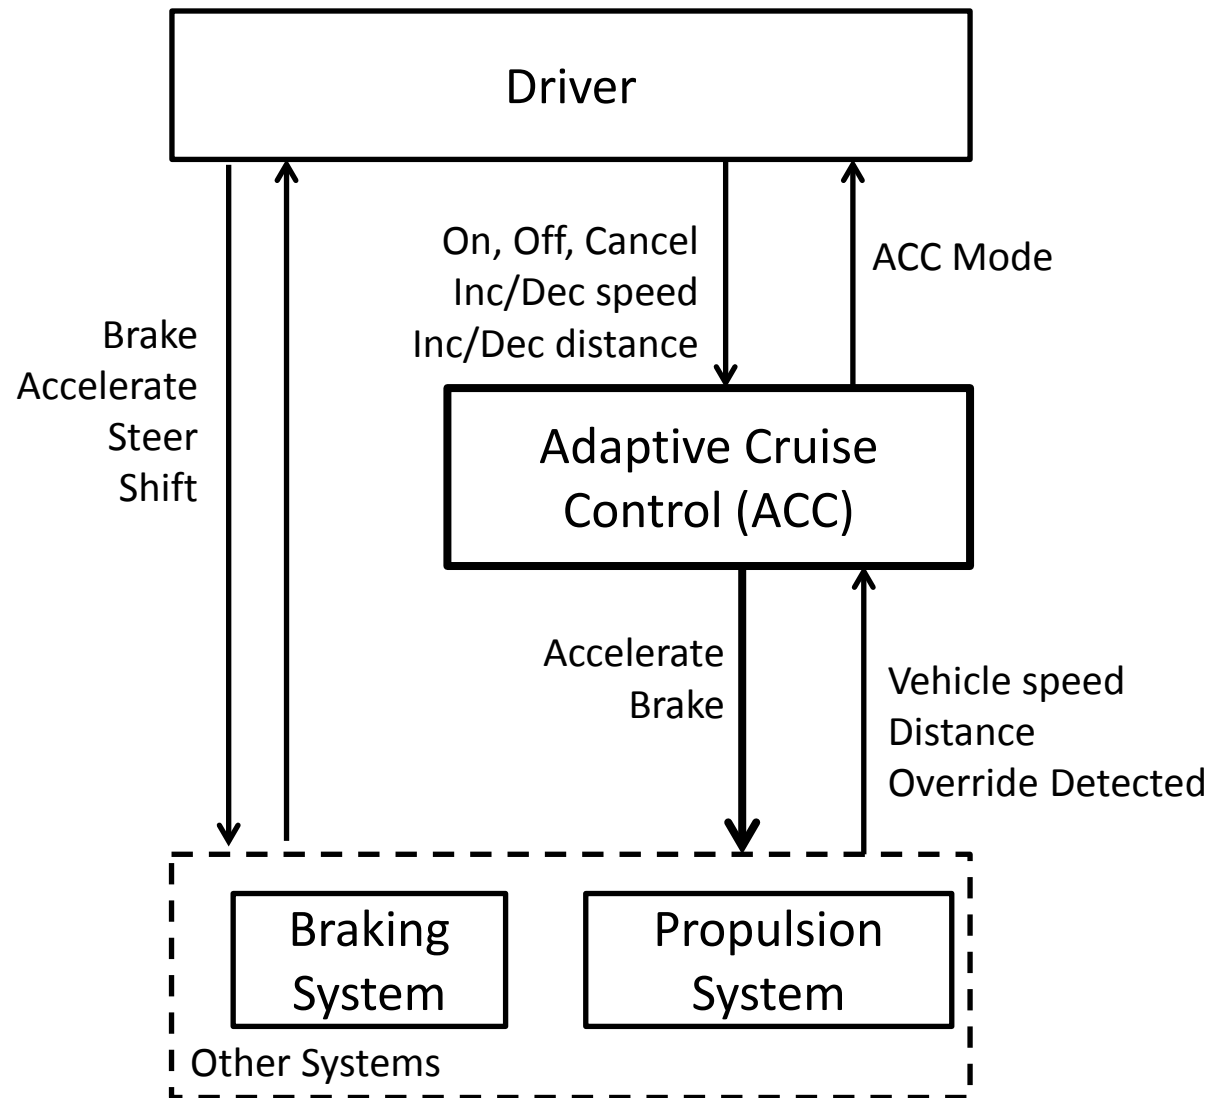 Driver
On, Off, Cancel
Inc/Dec speed
Inc/Dec distance
ACC Mode
Brake
Accelerate
Steer
Shift
Adaptive Cruise
Control (ACC)
Accelerate
Brake
Vehicle speed
Distance
Override Detected
Braking
System
Propulsion
System
Other Systems